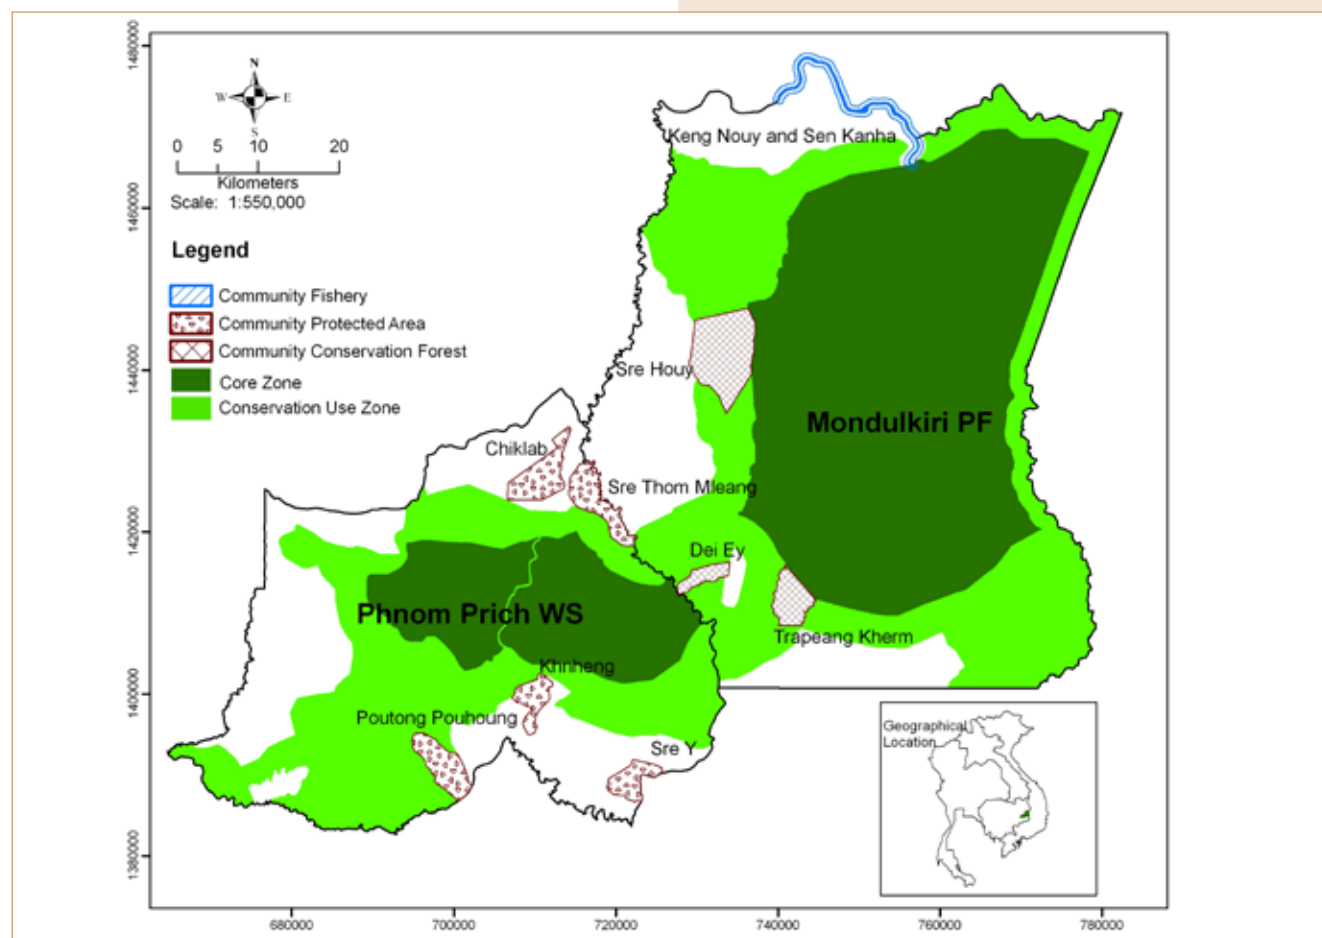 N
W
E
S
0 5 10 20
Kilometers
Scale: 1:550,000
Legend
Community Fishery
Community Protected Area
Community Conservation Forest
Core Zone
Conservation Use Zone
Keng Nouy and Sen Kanha
Sre Houy
Mondulkiri PF
Chiklab
Sre Thom Mleang
Dei Ey
Phnom Prich WS
Trapeang Kherm
Khnheng
Poutong Pouhoung
Sre Y
Geographical
Location
1480000
1460000
1440000
1420000
1400000
1380000
680000 700000 720000 740000 760000 780000